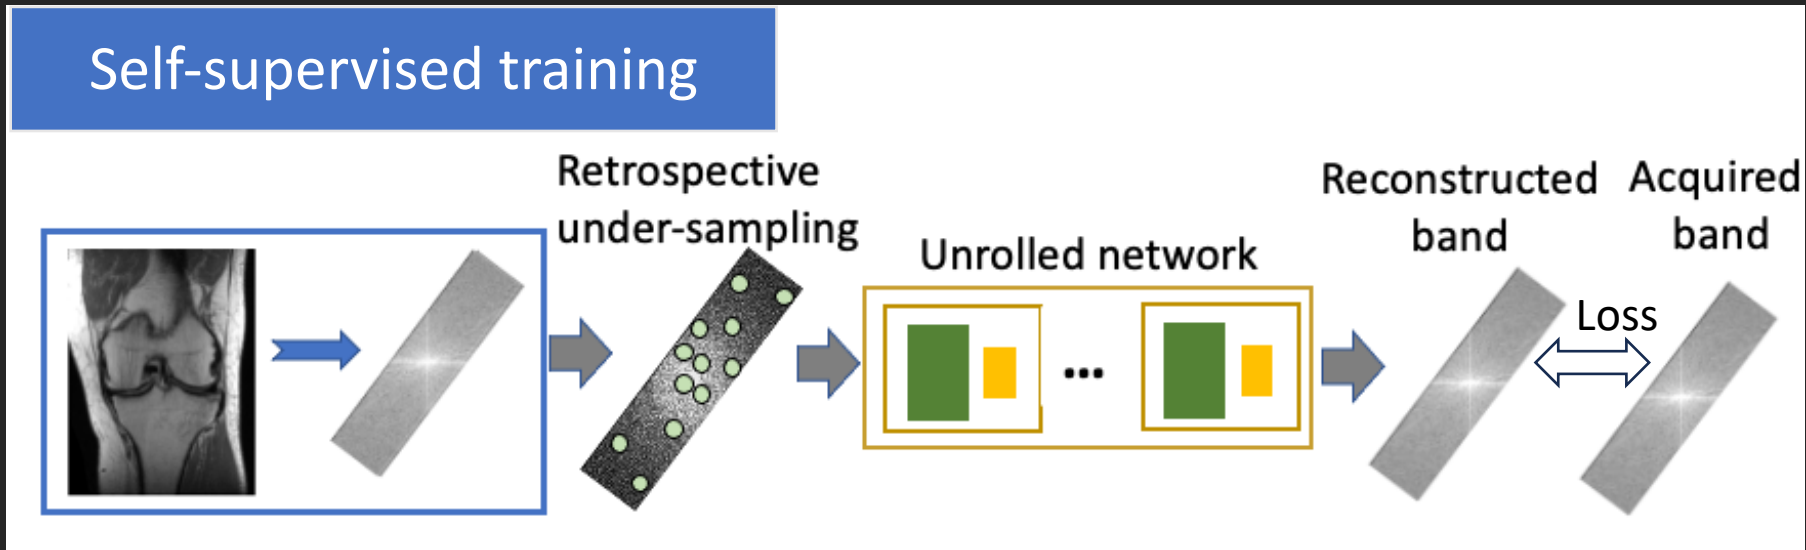 Self-supervised training
Retrospective
under-sampling
Unrolled network
...
Reconstructed
band
Acquired
band
Loss